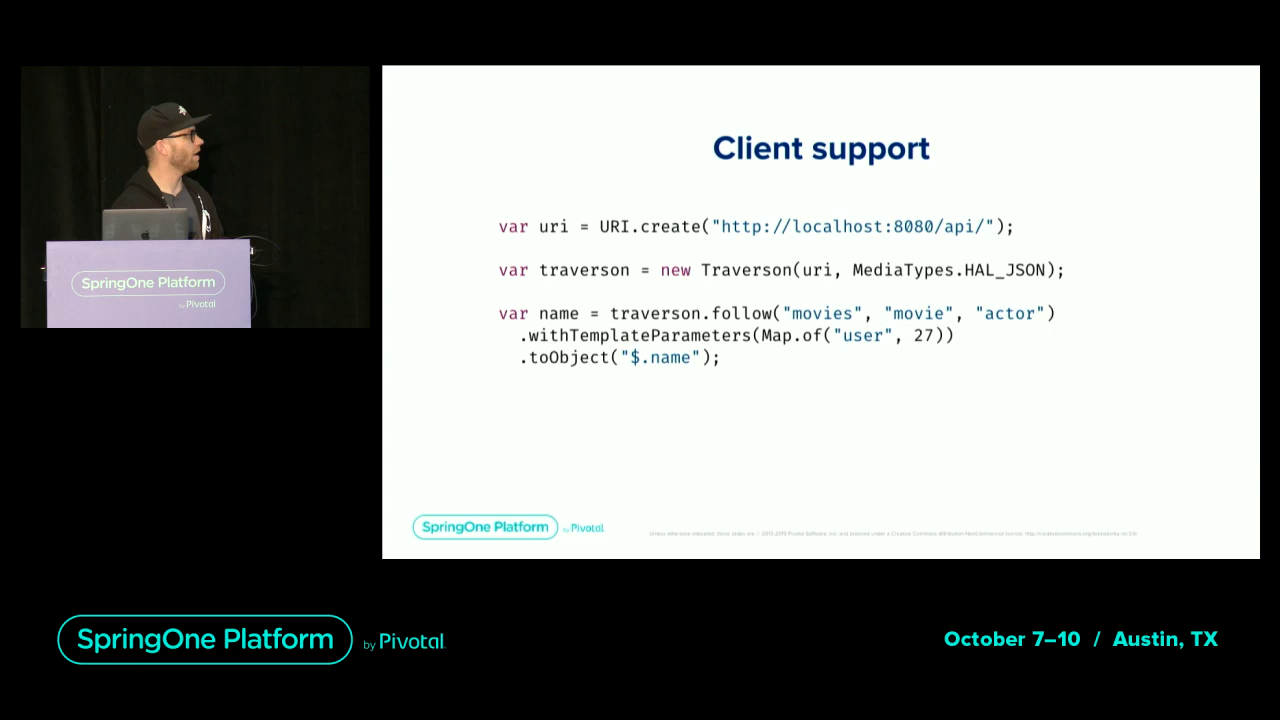 Client support
var uri = URI.create("http://localhost:8080/api/");
var traverson = new Traverson(uri, MediaTypes.HAL_JSON);
var name = traverson.follow("movies", "movie", "actor")
.withTemplateParameters(Map.of("user", 27))
.toObject("$.name");
SpringOne Platform
by Pivotal
SpringOne Platform by Pivotal
SpringOne Platform by Pivotal
October 7–10 / Austin, TX